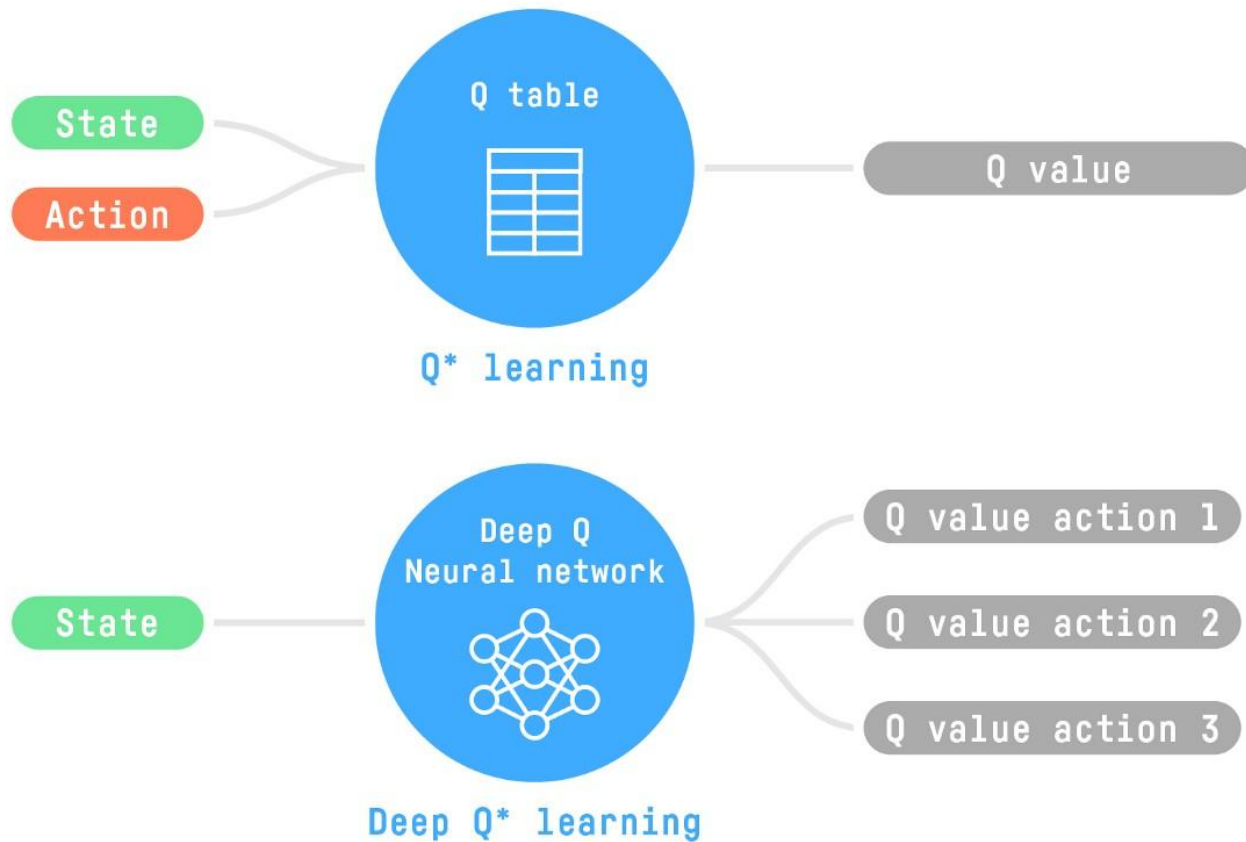 State
Action
Q table
Q value
Q* learning
State
Deep Q
Neural network
Q value action 1
Q value action 2
Q value action 3
Deep Q* learning